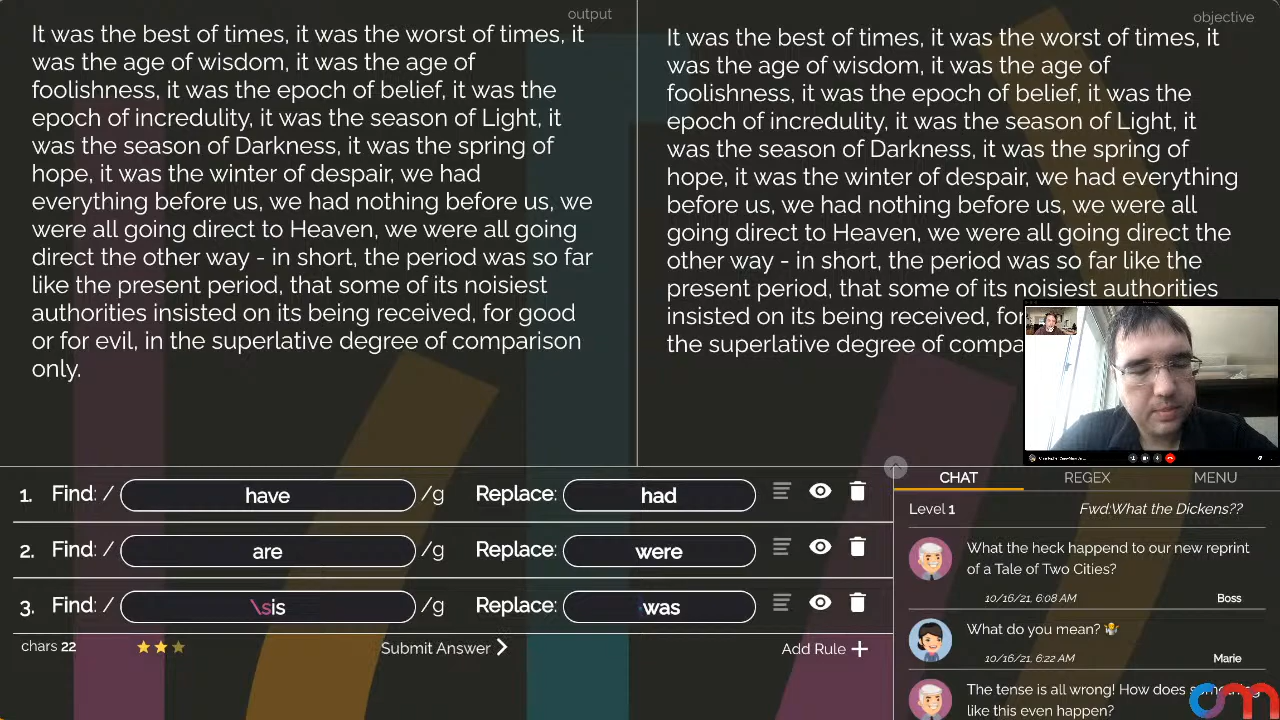 output
It was the best of times, it was the worst of times, it
was the age of wisdom, it was the age of
foolishness, it was the epoch of belief, it was the
epoch of incredulity, it was the season of Light, it
was the season of Darkness, it was the spring of
hope, it was the winter of despair, we had
everything before us, we had nothing before us, we
were all going direct to Heaven, we were all going
direct the other way - in short, the period was so far
like the present period, that some of its noisiest
authorities insisted on its being received, for good
or for evil, in the superlative degree of comparison
only.
objective
It was the best of times, it was the worst of times, it
was the age of wisdom, it was the age of
foolishness, it was the epoch of belief, it was the
epoch of incredulity, it was the season of Light, it
was the season of Darkness, it was the spring of
hope, it was the winter of despair, we had everything
before us, we had nothing before us, we were all
going direct to Heaven, we were all going direct the
other way - in short, the period was so far like the
present period, that some of its noisiest authorities
insisted on its being received, for
the superlative degree of compa
1. Find: / have /g Replace: had
2. Find: / are /g Replace: were
3. Find: / \sis /g Replace: was
chars 22 Submit Answer Add Rule +
CHAT REGEX MENU
Level 1 Fwd:What the Dickens??
What the heck happend to our new reprint
of a Tale of Two Cities?
10/16/21, 6:08 AM Boss
What do you mean? 🤷
10/16/21, 6:22 AM Marie
The tense is all wrong! How does something
like this even happen?